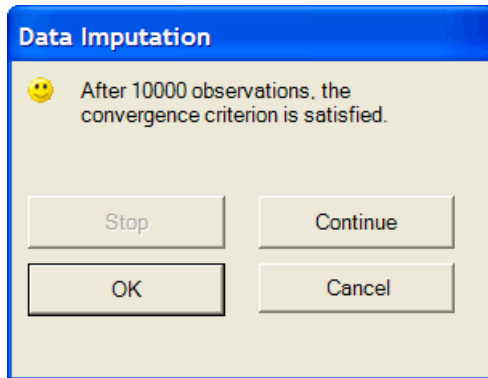 Data Imputation
After 10000 observations, the
convergence criterion is satisfied.
Stop
Continue
OK
Cancel